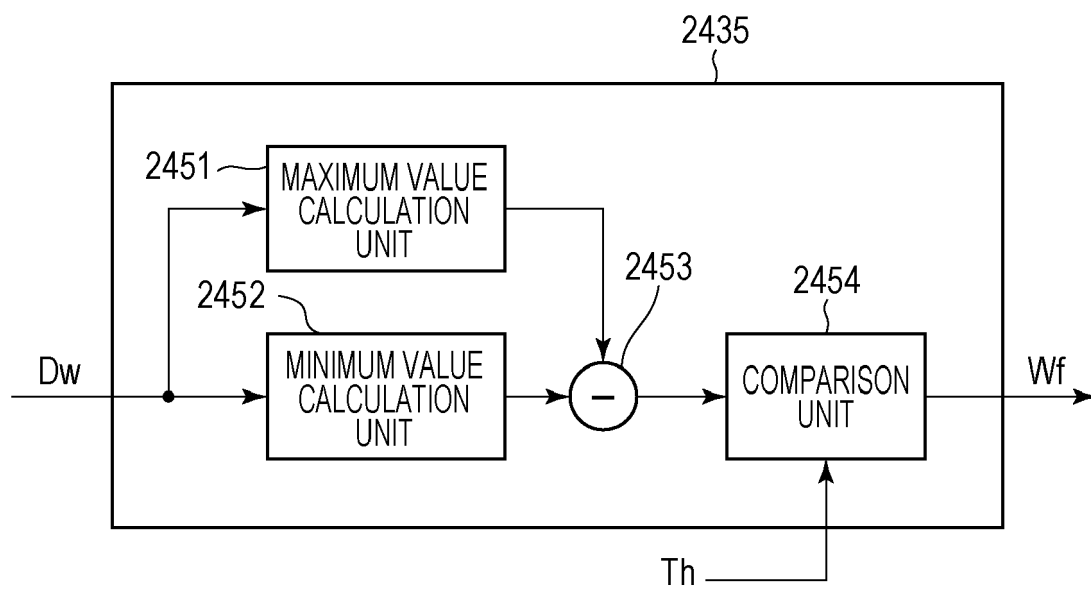 2435
2451
MAXIMUM VALUE
CALCULATION
UNIT
2453
2454
2452
Dw
MINIMUM VALUE
CALCULATION
UNIT
−
COMPARISON
UNIT
Wf
Th